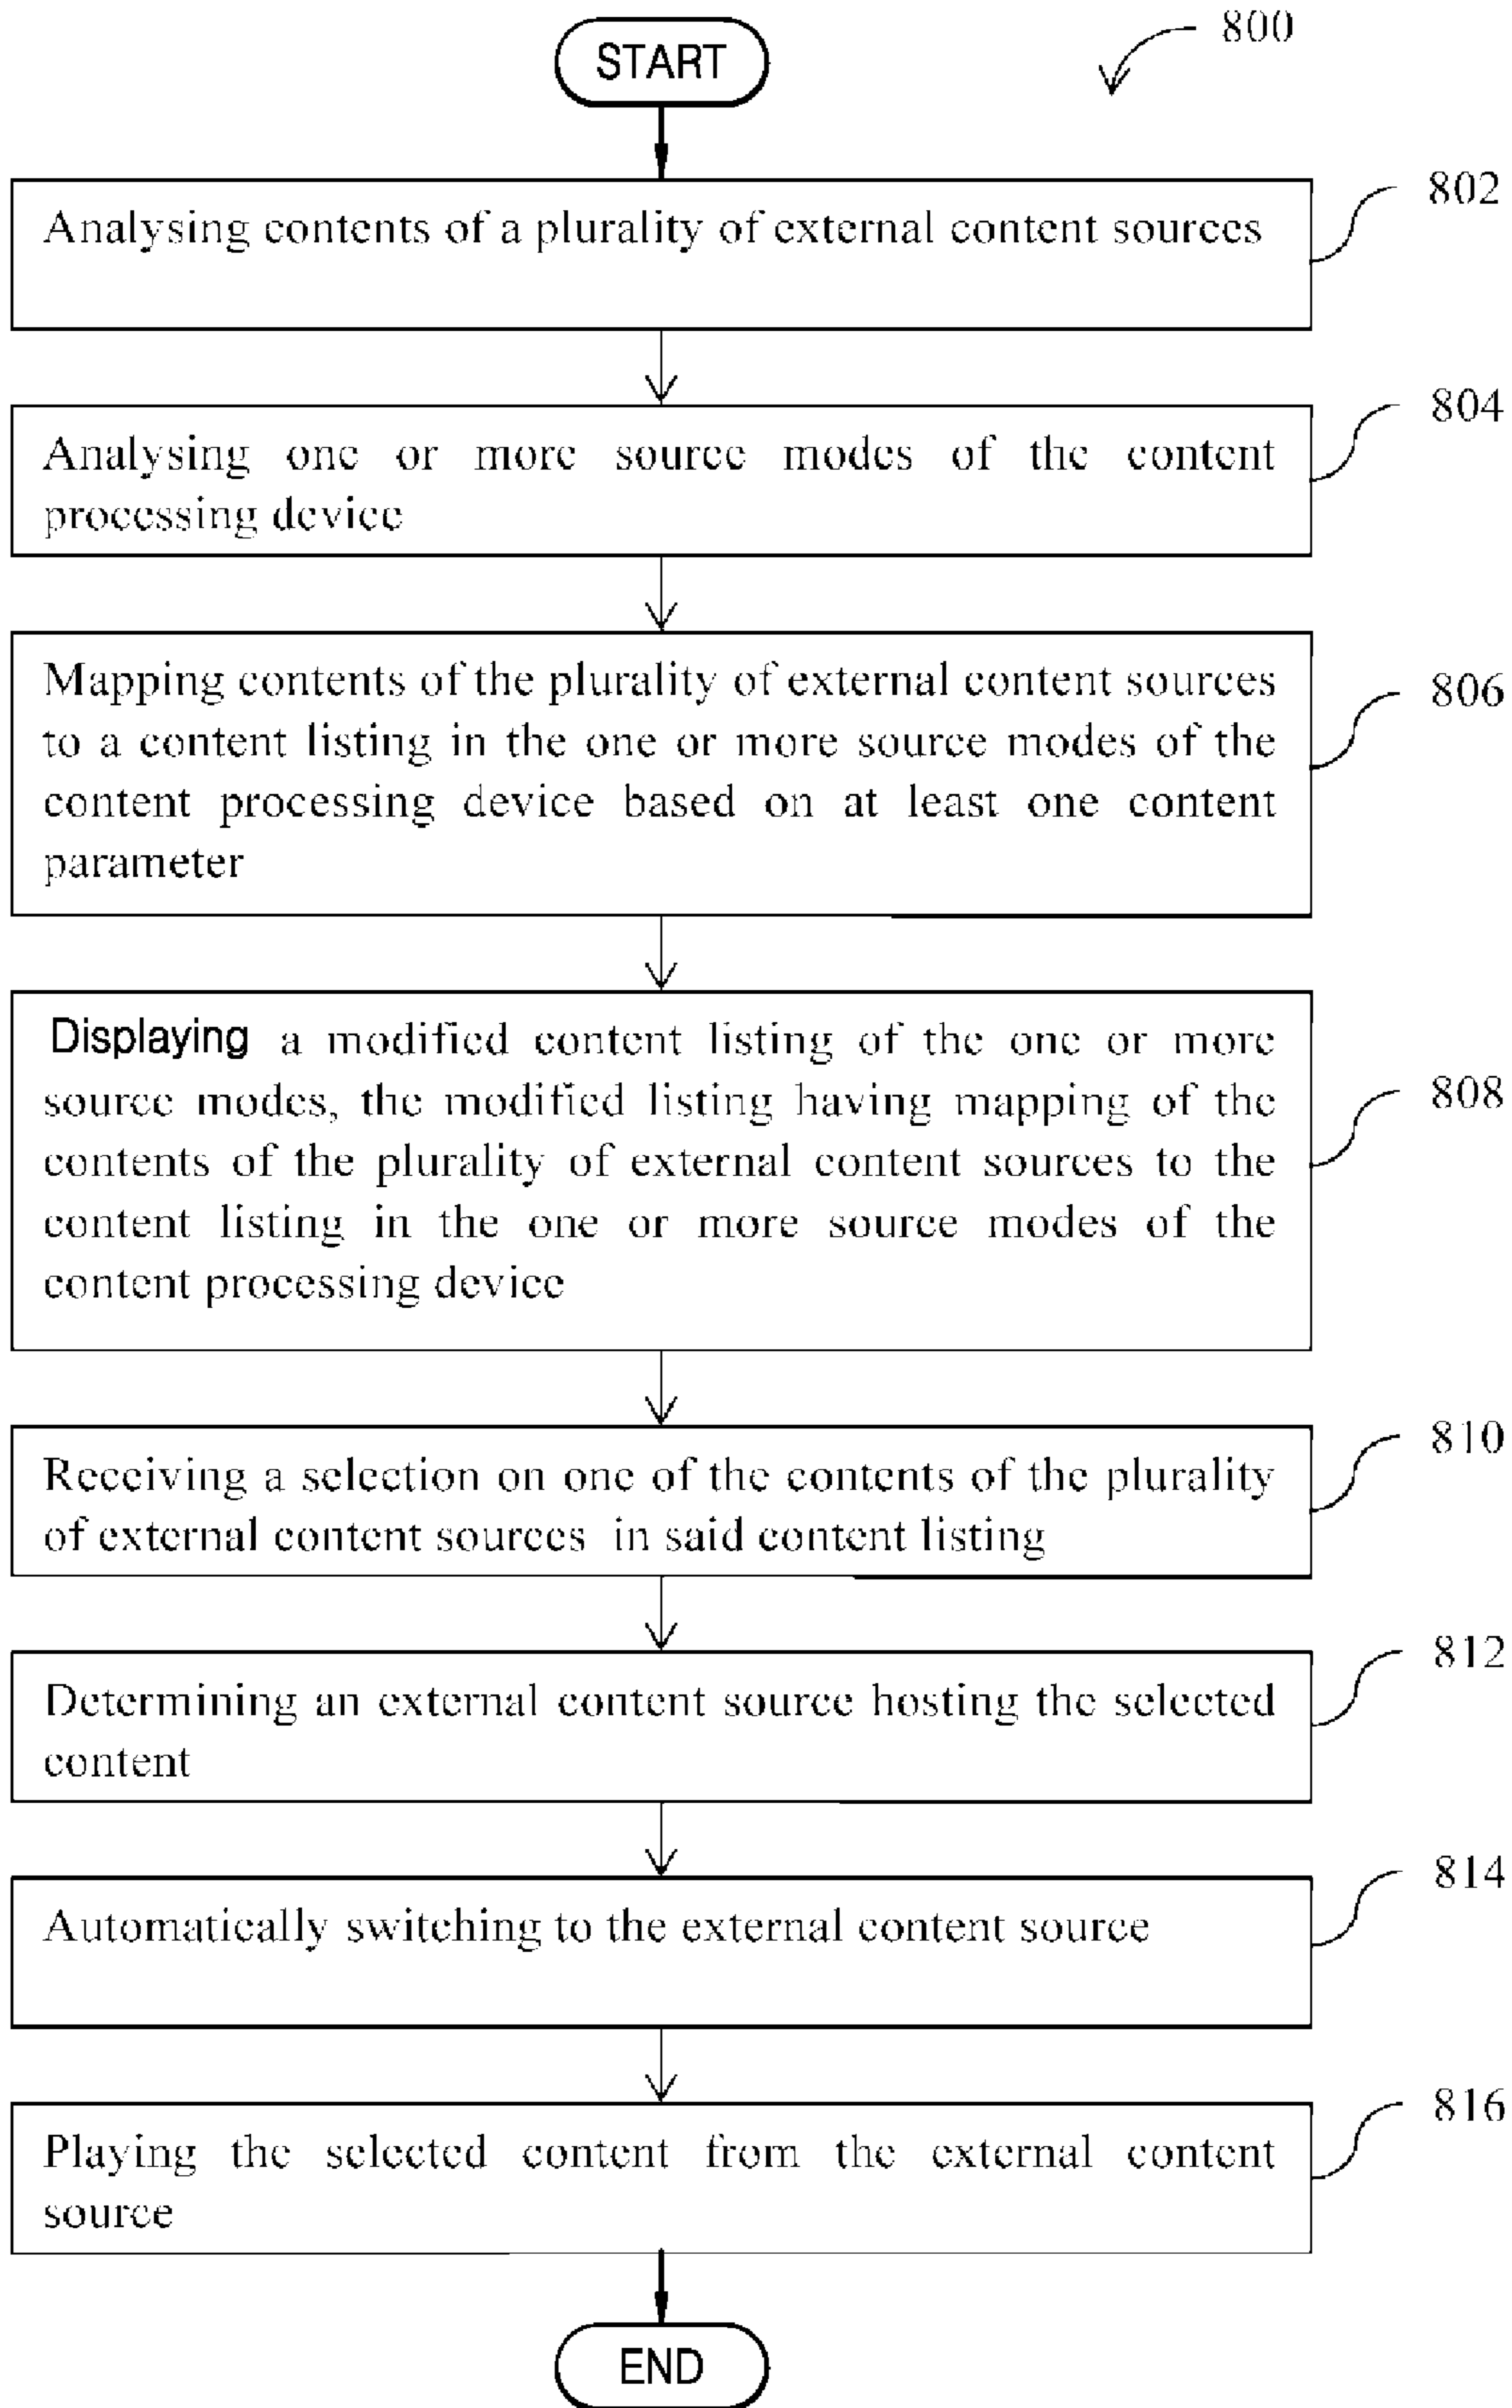 START
800
Analysing contents of a plurality of external content sources
802
Analysing one or more source modes of the content
processing device
804
Mapping contents of the plurality of external content sources
to a content listing in the one or more source modes of the
content processing device based on at least one content
parameter
806
Displaying a modified content listing of the one or more
source modes, the modified listing having mapping of the
contents of the plurality of external content sources to the
content listing in the one or more source modes of the
content processing device
808
Receiving a selection on one of the contents of the plurality
of external content sources in said content listing
810
Determining an external content source hosting the selected
content
812
Automatically switching to the external content source
814
Playing the selected content from the external content
source
816
END